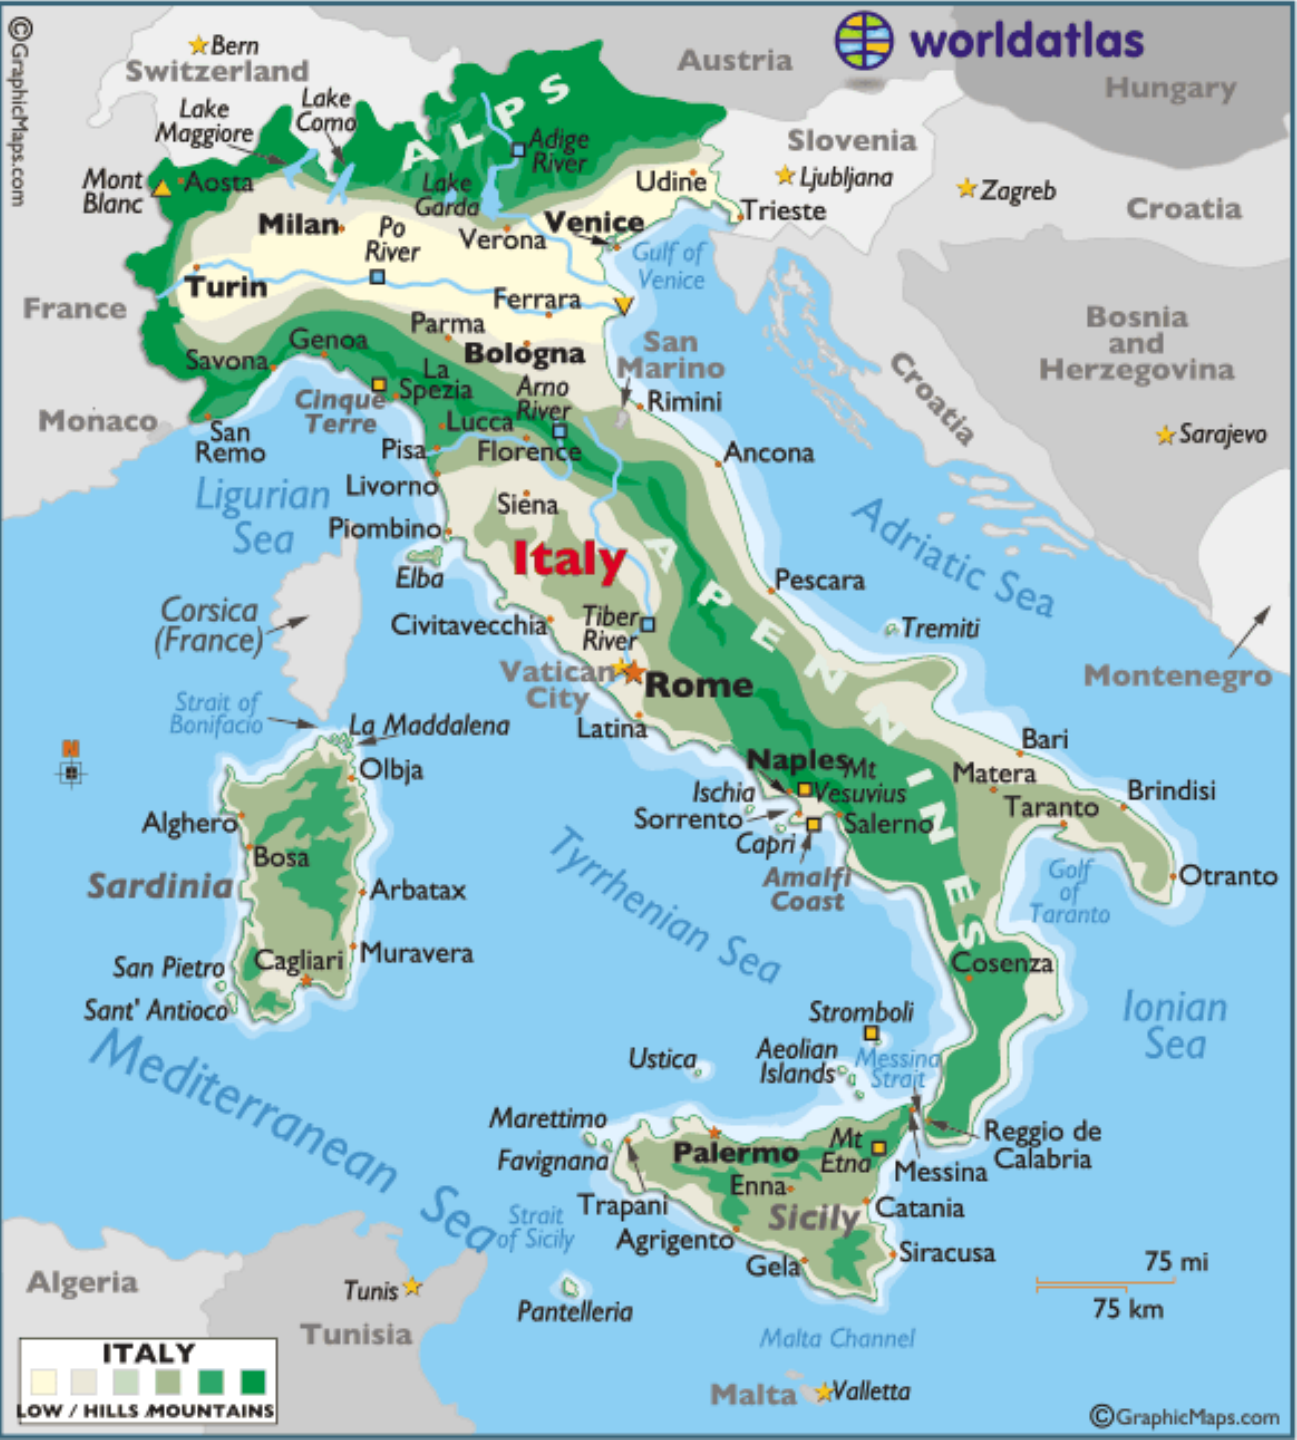 ©GraphicMaps.com
worldatlas
Bern
Switzerland
Austria
Hungary
Lake
Maggiore
Lake
Como
ALPS
Adige
River
Slovenia
Ljubljana
Zagreb
Croatia
Mont
Blanc
Aosta
Lake
Garda
Udine
Trieste
Milan
Po
River
Verona
Venice
Gulf of
Venice
Turin
Ferrara
France
Parma
Bologna
San
Marino
Bosnia
and
Herzegovina
Croatia
Savona
Genoa
La
Spezia
Arno
River
Rimini
Cinque
Terre
Monaco
San
Remo
Lucca
Pisa
Florence
Ancona
Sarajevo
Ligurian
Sea
Livorno
Siena
Piombino
Adriatic Sea
Italy
Elba
APENNINES
Pescara
Corsica
(France)
Civitavecchia
Tiber
River
Tremiti
Vatican
City
Rome
Montenegro
Strait of
Bonifacio
La Maddalena
Latina
Bari
N
Olbja
Naples
Mt
Vesuvius
Matera
Brindisi
Ischia
Taranto
Alghero
Sorrento
Salerno
Capri
Bosa
Sardinia
Arbatax
Tyrrhenian Sea
Amalfi
Coast
Golf
of
Taranto
Otranto
Muravera
Cagliari
San Pietro
Sant' Antioco
Cosenza
Stromboli
Ionian
Sea
Mediterranean Sea
Ustica
Aeolian
Islands
Messina
Strait
Marettimo
Favignana
Palermo
Mt
Etna
Messina
Reggio de
Calabria
Enna
Trapani
Sicily
Catania
Strait
of Sicily
Agrigento
Gela
Siracusa
75 mi
75 km
Algeria
Tunis
Tunisia
Pantelleria
Malta Channel
Malta
Valletta
ITALY
LOW / HILLS /MOUNTAINS
©GraphicMaps.com